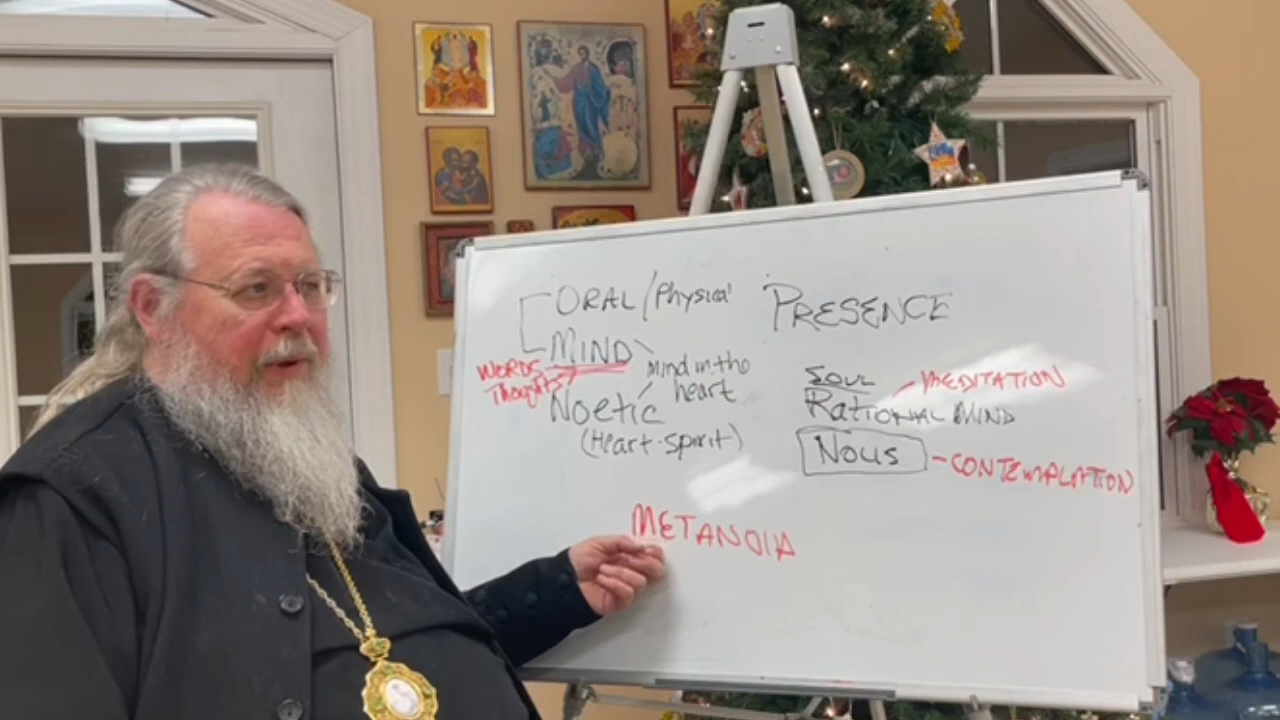 ORAL / Physical PRESENCE
MIND
WORDS
Thoughts
mind in the
heart
Noetic
(Heart-spirit)
SOUL
- MEDITATION
RATIONAL MIND
NOUS
- CONTEMPLATION
METANOIA